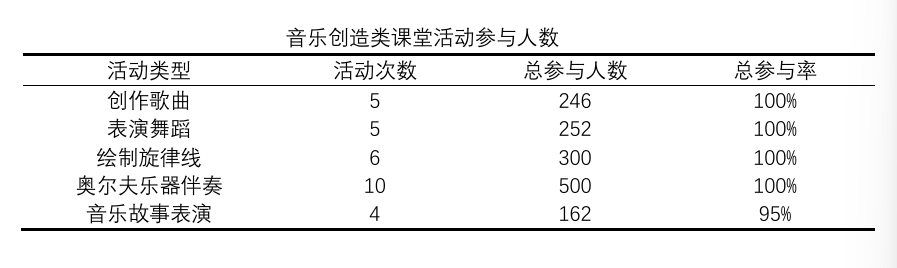 音乐创造类课堂活动参与人数
活动类型 活动次数 总参与人数 总参与率
创作歌曲 5 246 100%
表演舞蹈 5 252 100%
绘制旋律线 6 300 100%
奥尔夫乐器伴奏 10 500 100%
音乐故事表演 4 162 95%